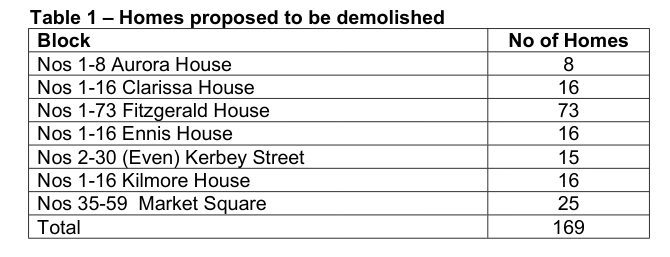 Table 1 – Homes proposed to be demolished
Block No of Homes
Nos 1-8 Aurora House 8
Nos 1-16 Clarissa House 16
Nos 1-73 Fitzgerald House 73
Nos 1-16 Ennis House 16
Nos 2-30 (Even) Kerbey Street 15
Nos 1-16 Kilmore House 16
Nos 35-59  Market Square 25
Total 169